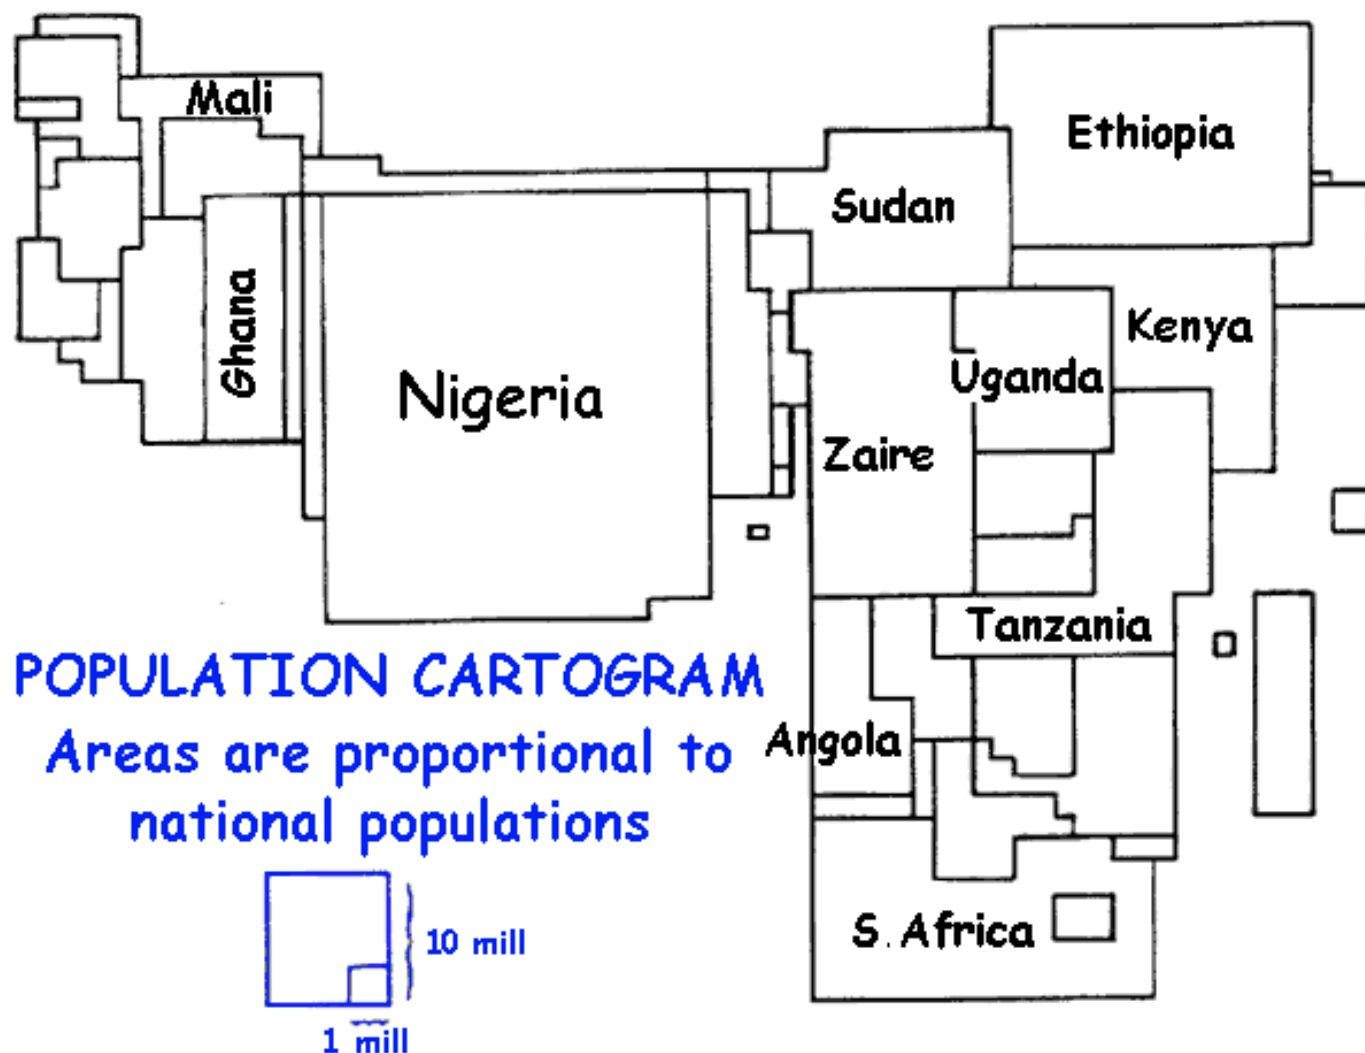 Mali
Ethiopia
Sudan
Ghana
Kenya
Nigeria
Uganda
Zaire
Tanzania
Angola
S. Africa
POPULATION CARTOGRAM
Areas are proportional to
national populations
10 mill
1 mill